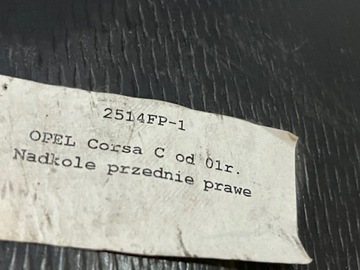 2514FP-1
OPEL Corsa C od 01r.
Nadkole przednie prawe